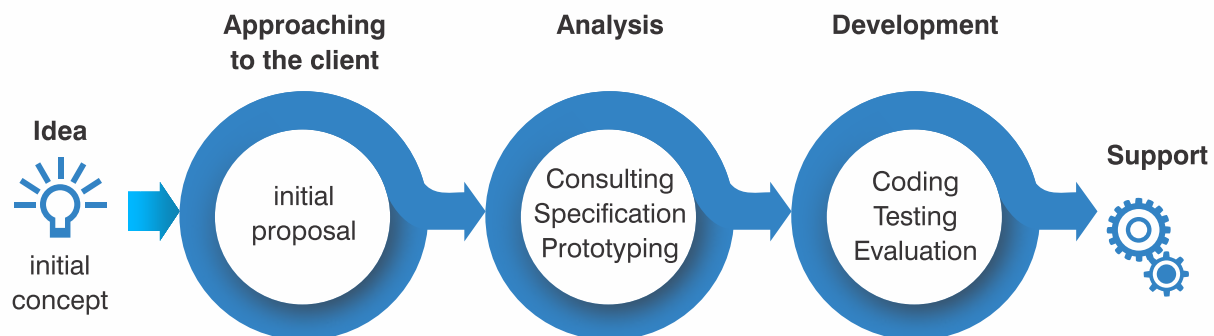 Idea
initial
concept
Approaching
to the client
initial
proposal
Analysis
Consulting
Specification
Prototyping
Development
Coding
Testing
Evaluation
Support